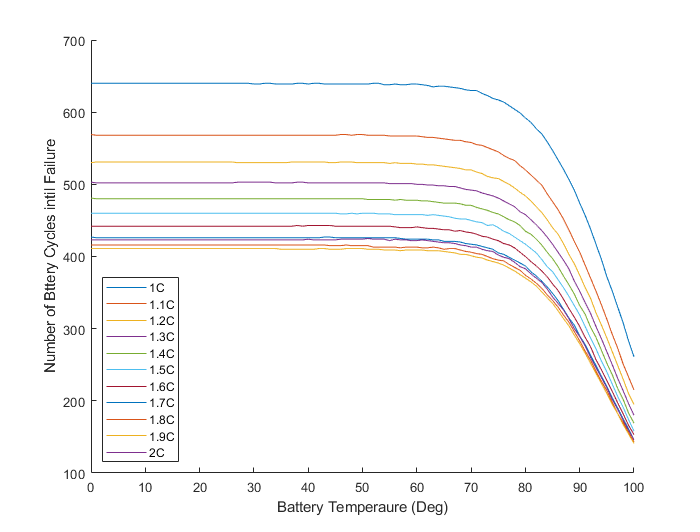 700
600
500
400
300
200
100
Number of Bttery Cycles intil Failure
1C
1.1C
1.2C
1.3C
1.4C
1.5C
1.6C
1.7C
1.8C
1.9C
2C
0 10 20 30 40 50 60 70 80 90 100
Battery Temperaure (Deg)